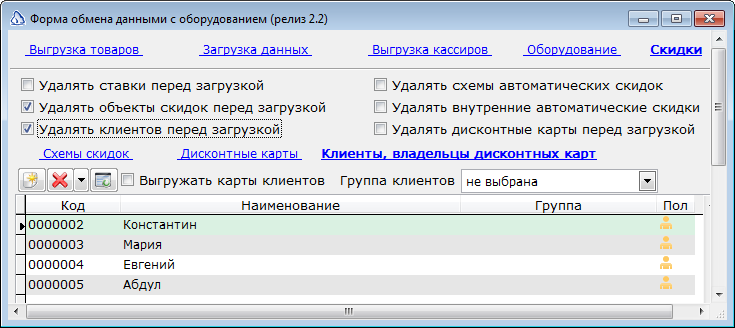 Форма обмена данными с оборудованием (релиз 2.2)
Выгрузка товаров Загрузка данных Выгрузка кассиров Оборудование Скидки
Удалять ставки перед загрузкой Удалять схемы автоматических скидок
Удалять объекты скидок перед загрузкой Удалять внутренние автоматические скидки
Удалять клиентов перед загрузкой Удалять дисконтные карты перед загрузкой
Схемы скидок Дисконтные карты Клиенты, владельцы дисконтных карт
Выгружать карты клиентов Группа клиентов не выбрана
Код Наименование Группа Пол
0000002 Константин
0000003 Мария
0000004 Евгений
0000005 Абдул